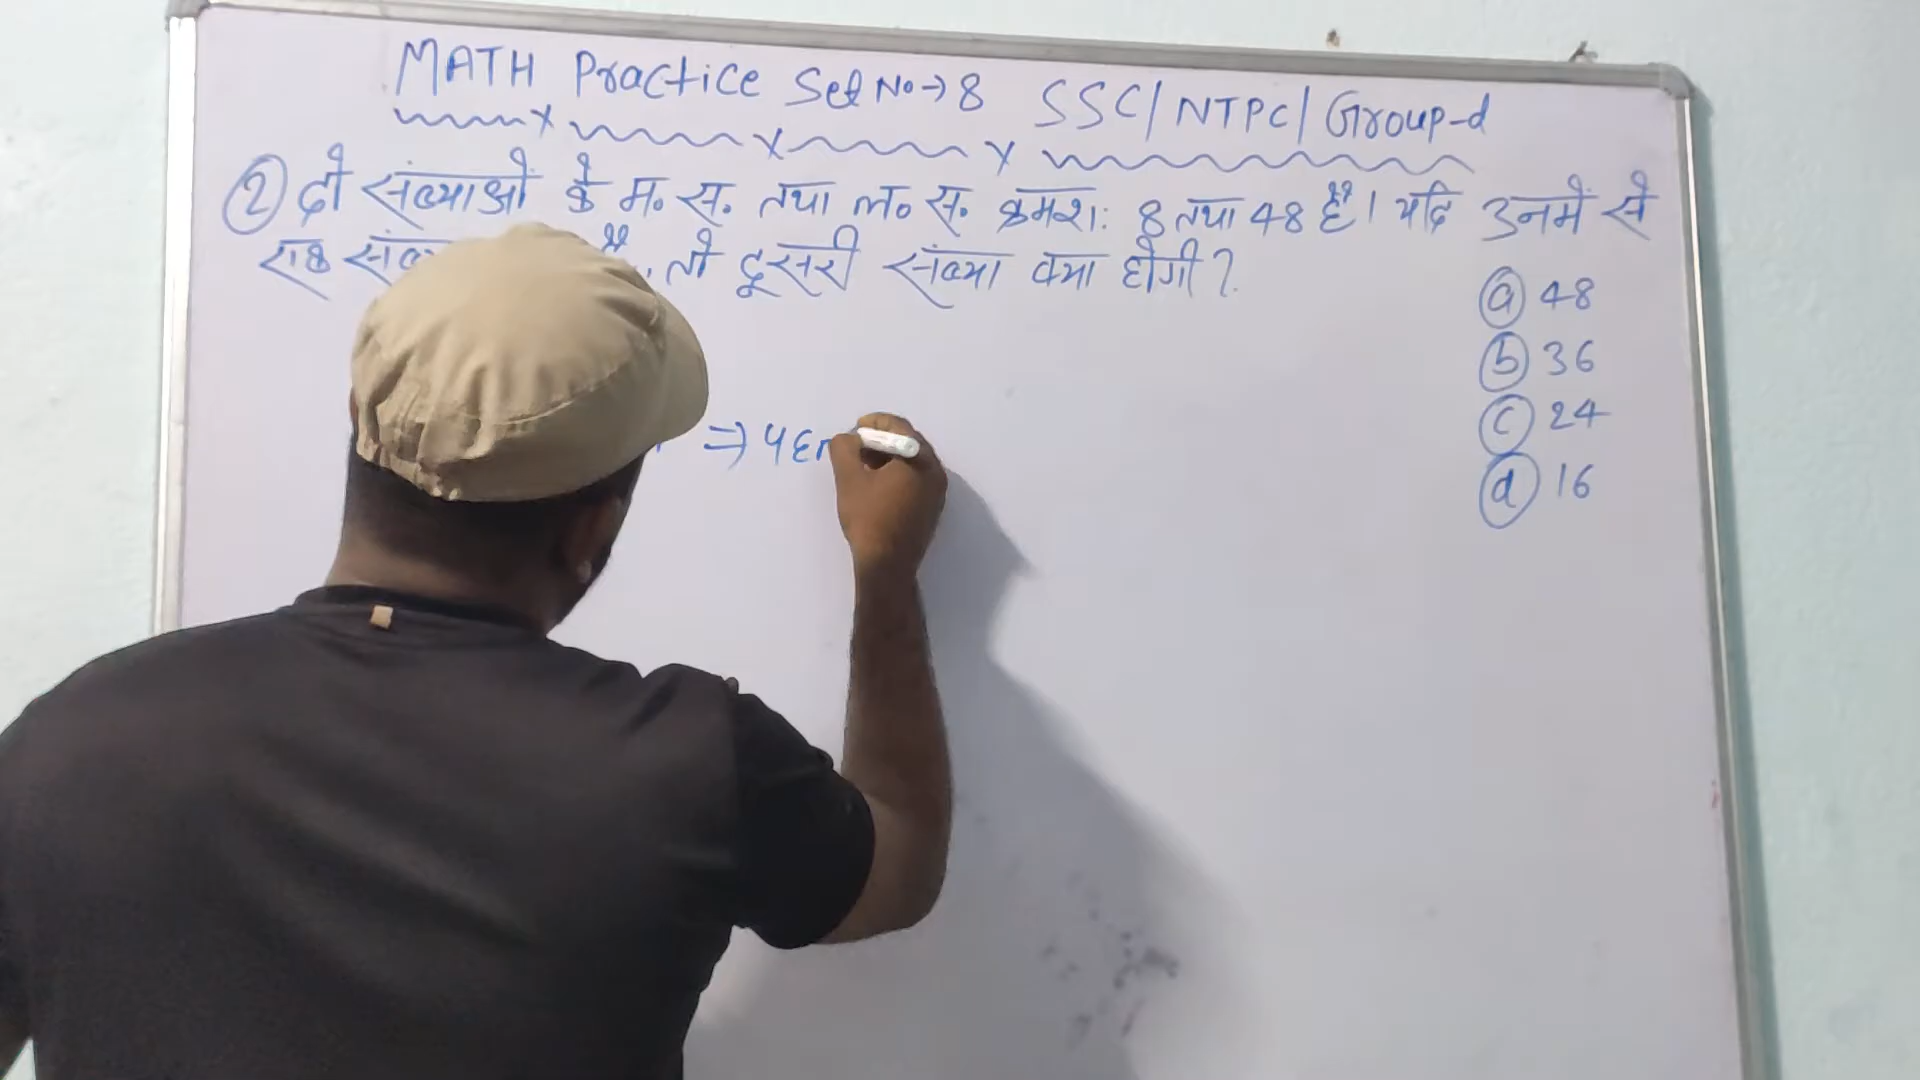 MATH Practice Set No→8 SSC/NTPC/Group-d
② दो संख्याओं के म. स. तथा ल. स. क्रमश: 8 तथा 48 हैं। यदि उनमें से
एक तो दूसरी संख्या क्या होगी?
ⓐ 48
ⓑ 36
ⓒ 24
ⓓ 16
⇒